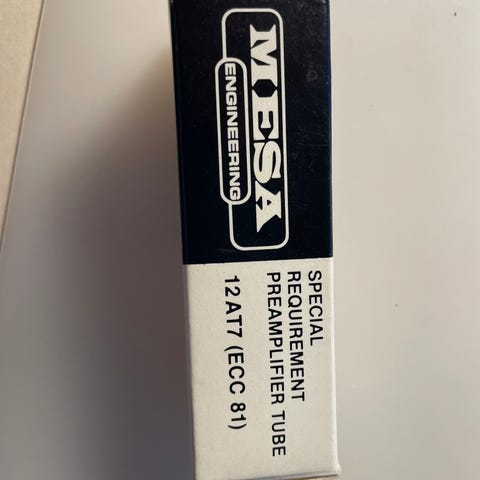 MESA
ENGINEERING
SPECIAL
REQUIREMENT
PREAMPLIFIER TUBE
12AT7 (ECC 81)